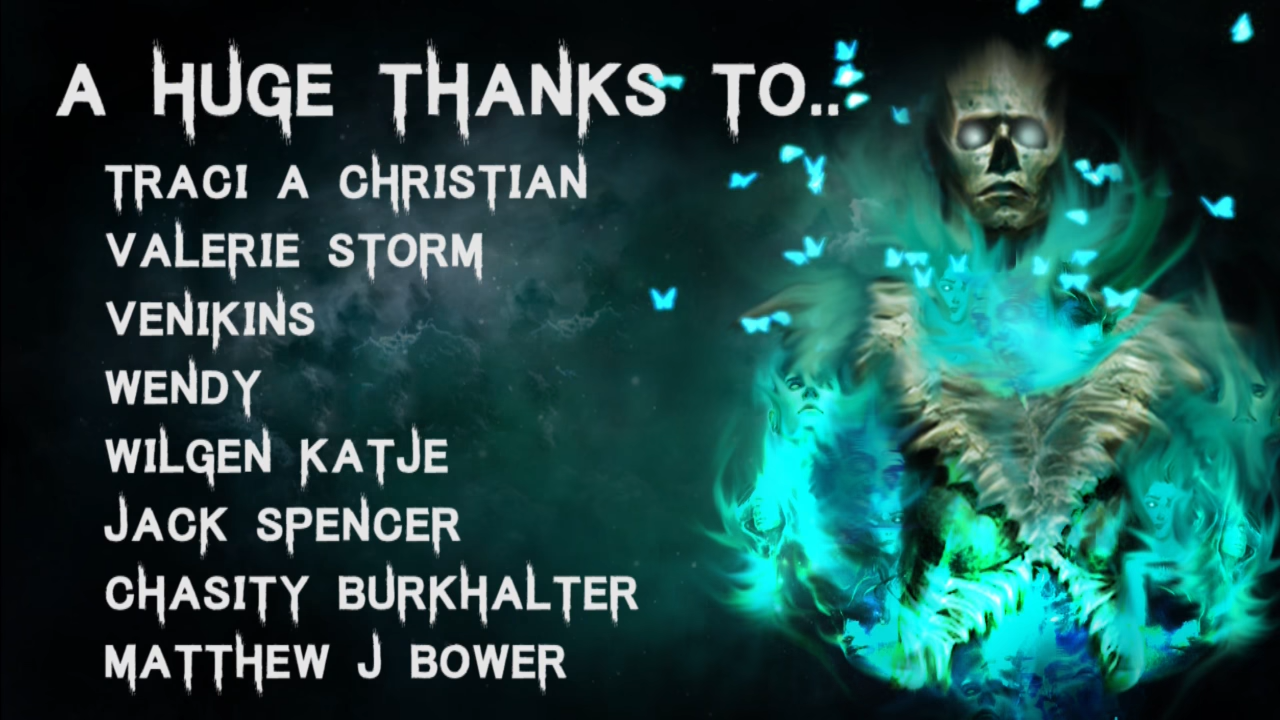 A HUGE THANKS TO..
TRACI A CHRISTIAN
VALERIE STORM
VENIKINS
WENDY
WILGEN KATJE
JACK SPENCER
CHASITY BURKHALTER
MATTHEW J BOWER